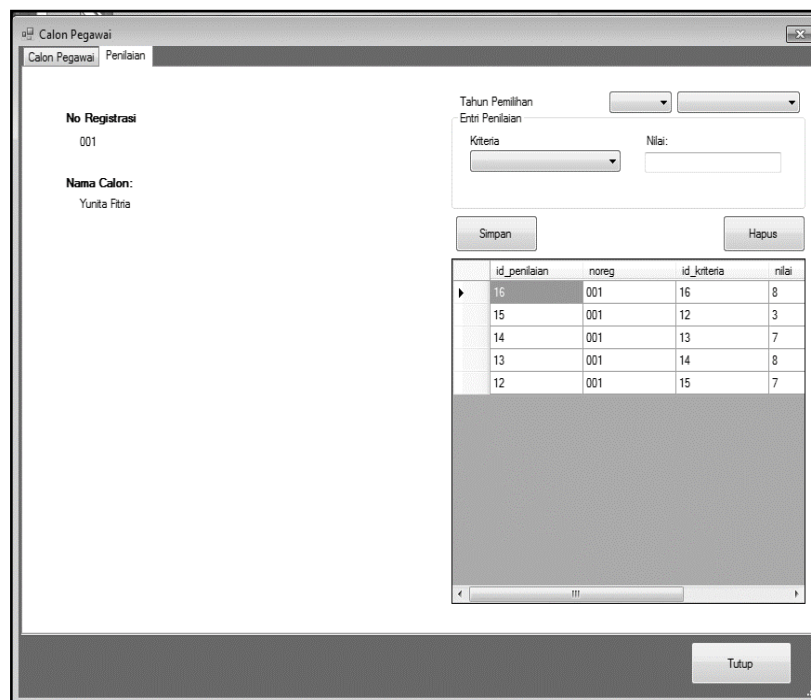 Calon Pegawai
Calon Pegawai Penilaian
No Registrasi
001
Nama Calon:
Yunita Fitria
Tahun Pemilihan
Entri Penilaian
Kriteria Nilai:
Simpan Hapus
id_penilaian noreg id_kriteria nilai
16 001 16 8
15 001 12 3
14 001 13 7
13 001 14 8
12 001 15 7
Tutup